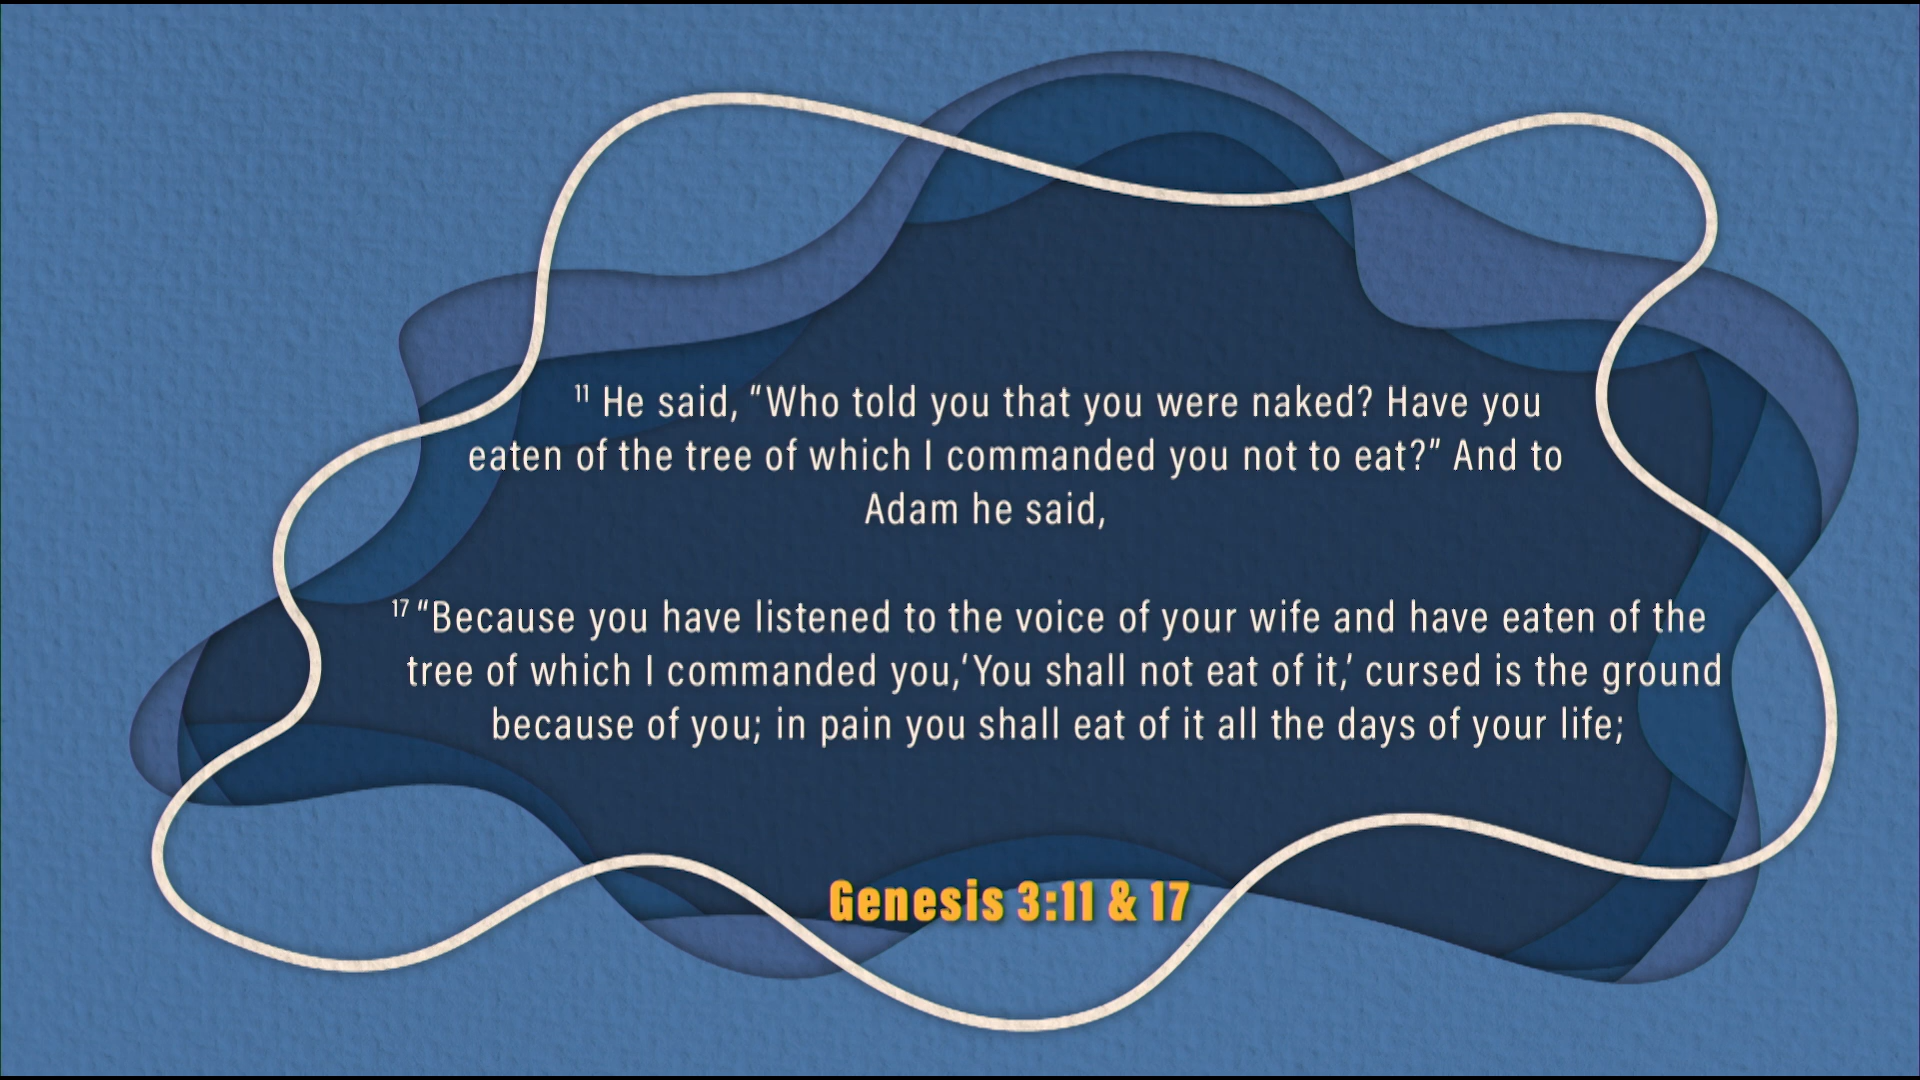 11 He said, “Who told you that you were naked? Have you
eaten of the tree of which I commanded you not to eat?” And to
Adam he said,
17 “Because you have listened to the voice of your wife and have eaten of the
tree of which I commanded you,‘You shall not eat of it,’ cursed is the ground
because of you; in pain you shall eat of it all the days of your life;
Genesis 3:11 & 17